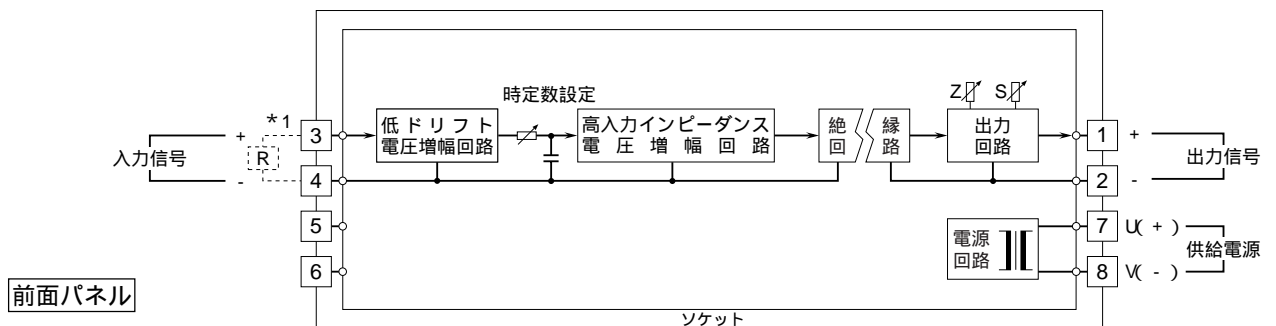 時定数設定
Z S
*1
+ 3 低ドリフト 高入力インピーダンス 絶 縁 出力 1 +
電圧増幅回路 電圧増幅回路 回 路 回路
入力信号 R 出力信号
- 4 2 -
5 電源 7 U( + )
回路 供給電源
6 8 V( - )
前面パネル
ソケット